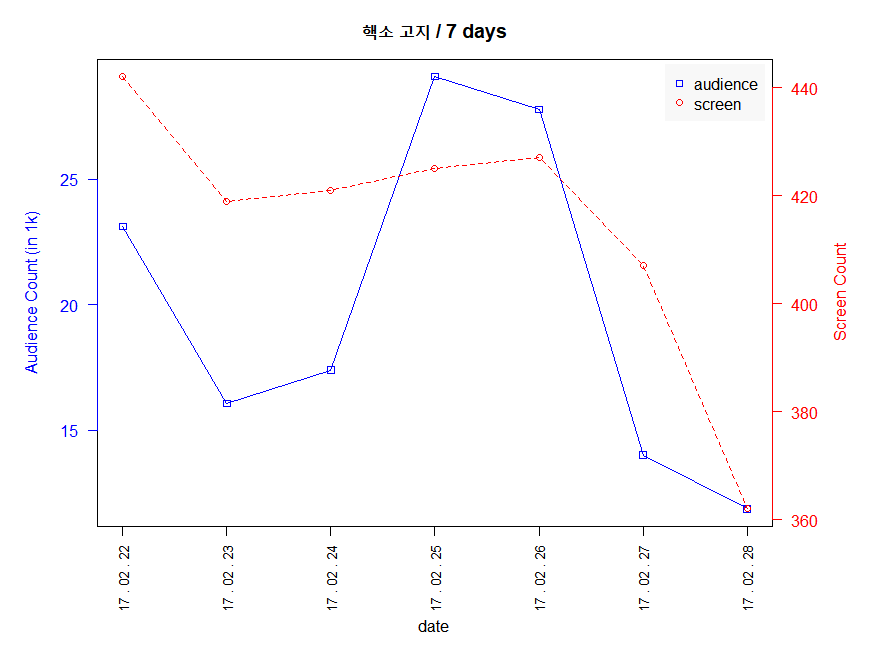 핵소 고지 / 7 days
audience
screen
Audience Count (in 1k)
25
20
15
440
420
400
380
360
Screen Count
17 . 02 . 22
17 . 02 . 23
17 . 02 . 24
17 . 02 . 25
17 . 02 . 26
17 . 02 . 27
17 . 02 . 28
date